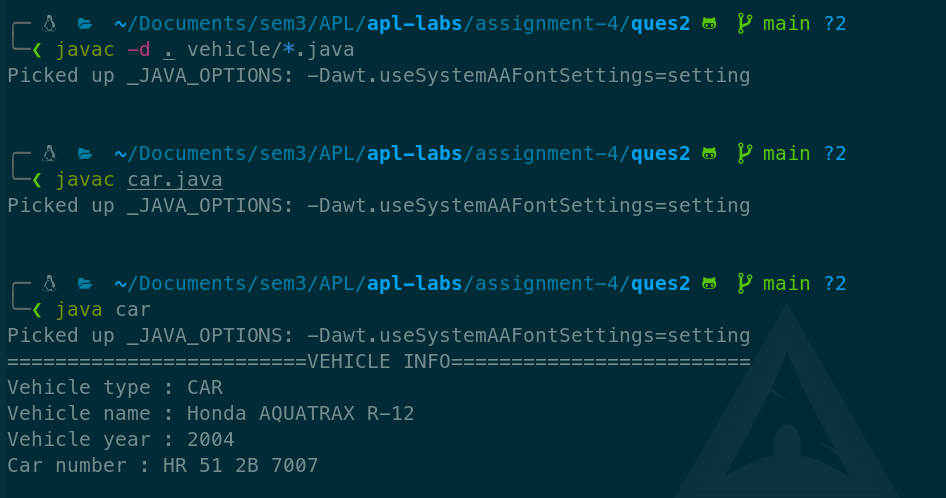 ~/Documents/sem3/APL/apl-labs/assignment-4/ques2 main ?2
javac -d . vehicle/*.java
Picked up _JAVA_OPTIONS: -Dawt.useSystemAAFontSettings=setting
~/Documents/sem3/APL/apl-labs/assignment-4/ques2 main ?2
javac car.java
Picked up _JAVA_OPTIONS: -Dawt.useSystemAAFontSettings=setting
~/Documents/sem3/APL/apl-labs/assignment-4/ques2 main ?2
java car
Picked up _JAVA_OPTIONS: -Dawt.useSystemAAFontSettings=setting
=========================VEHICLE INFO=========================
Vehicle type : CAR
Vehicle name : Honda AQUATRAX R-12
Vehicle year : 2004
Car number : HR 51 2B 7007